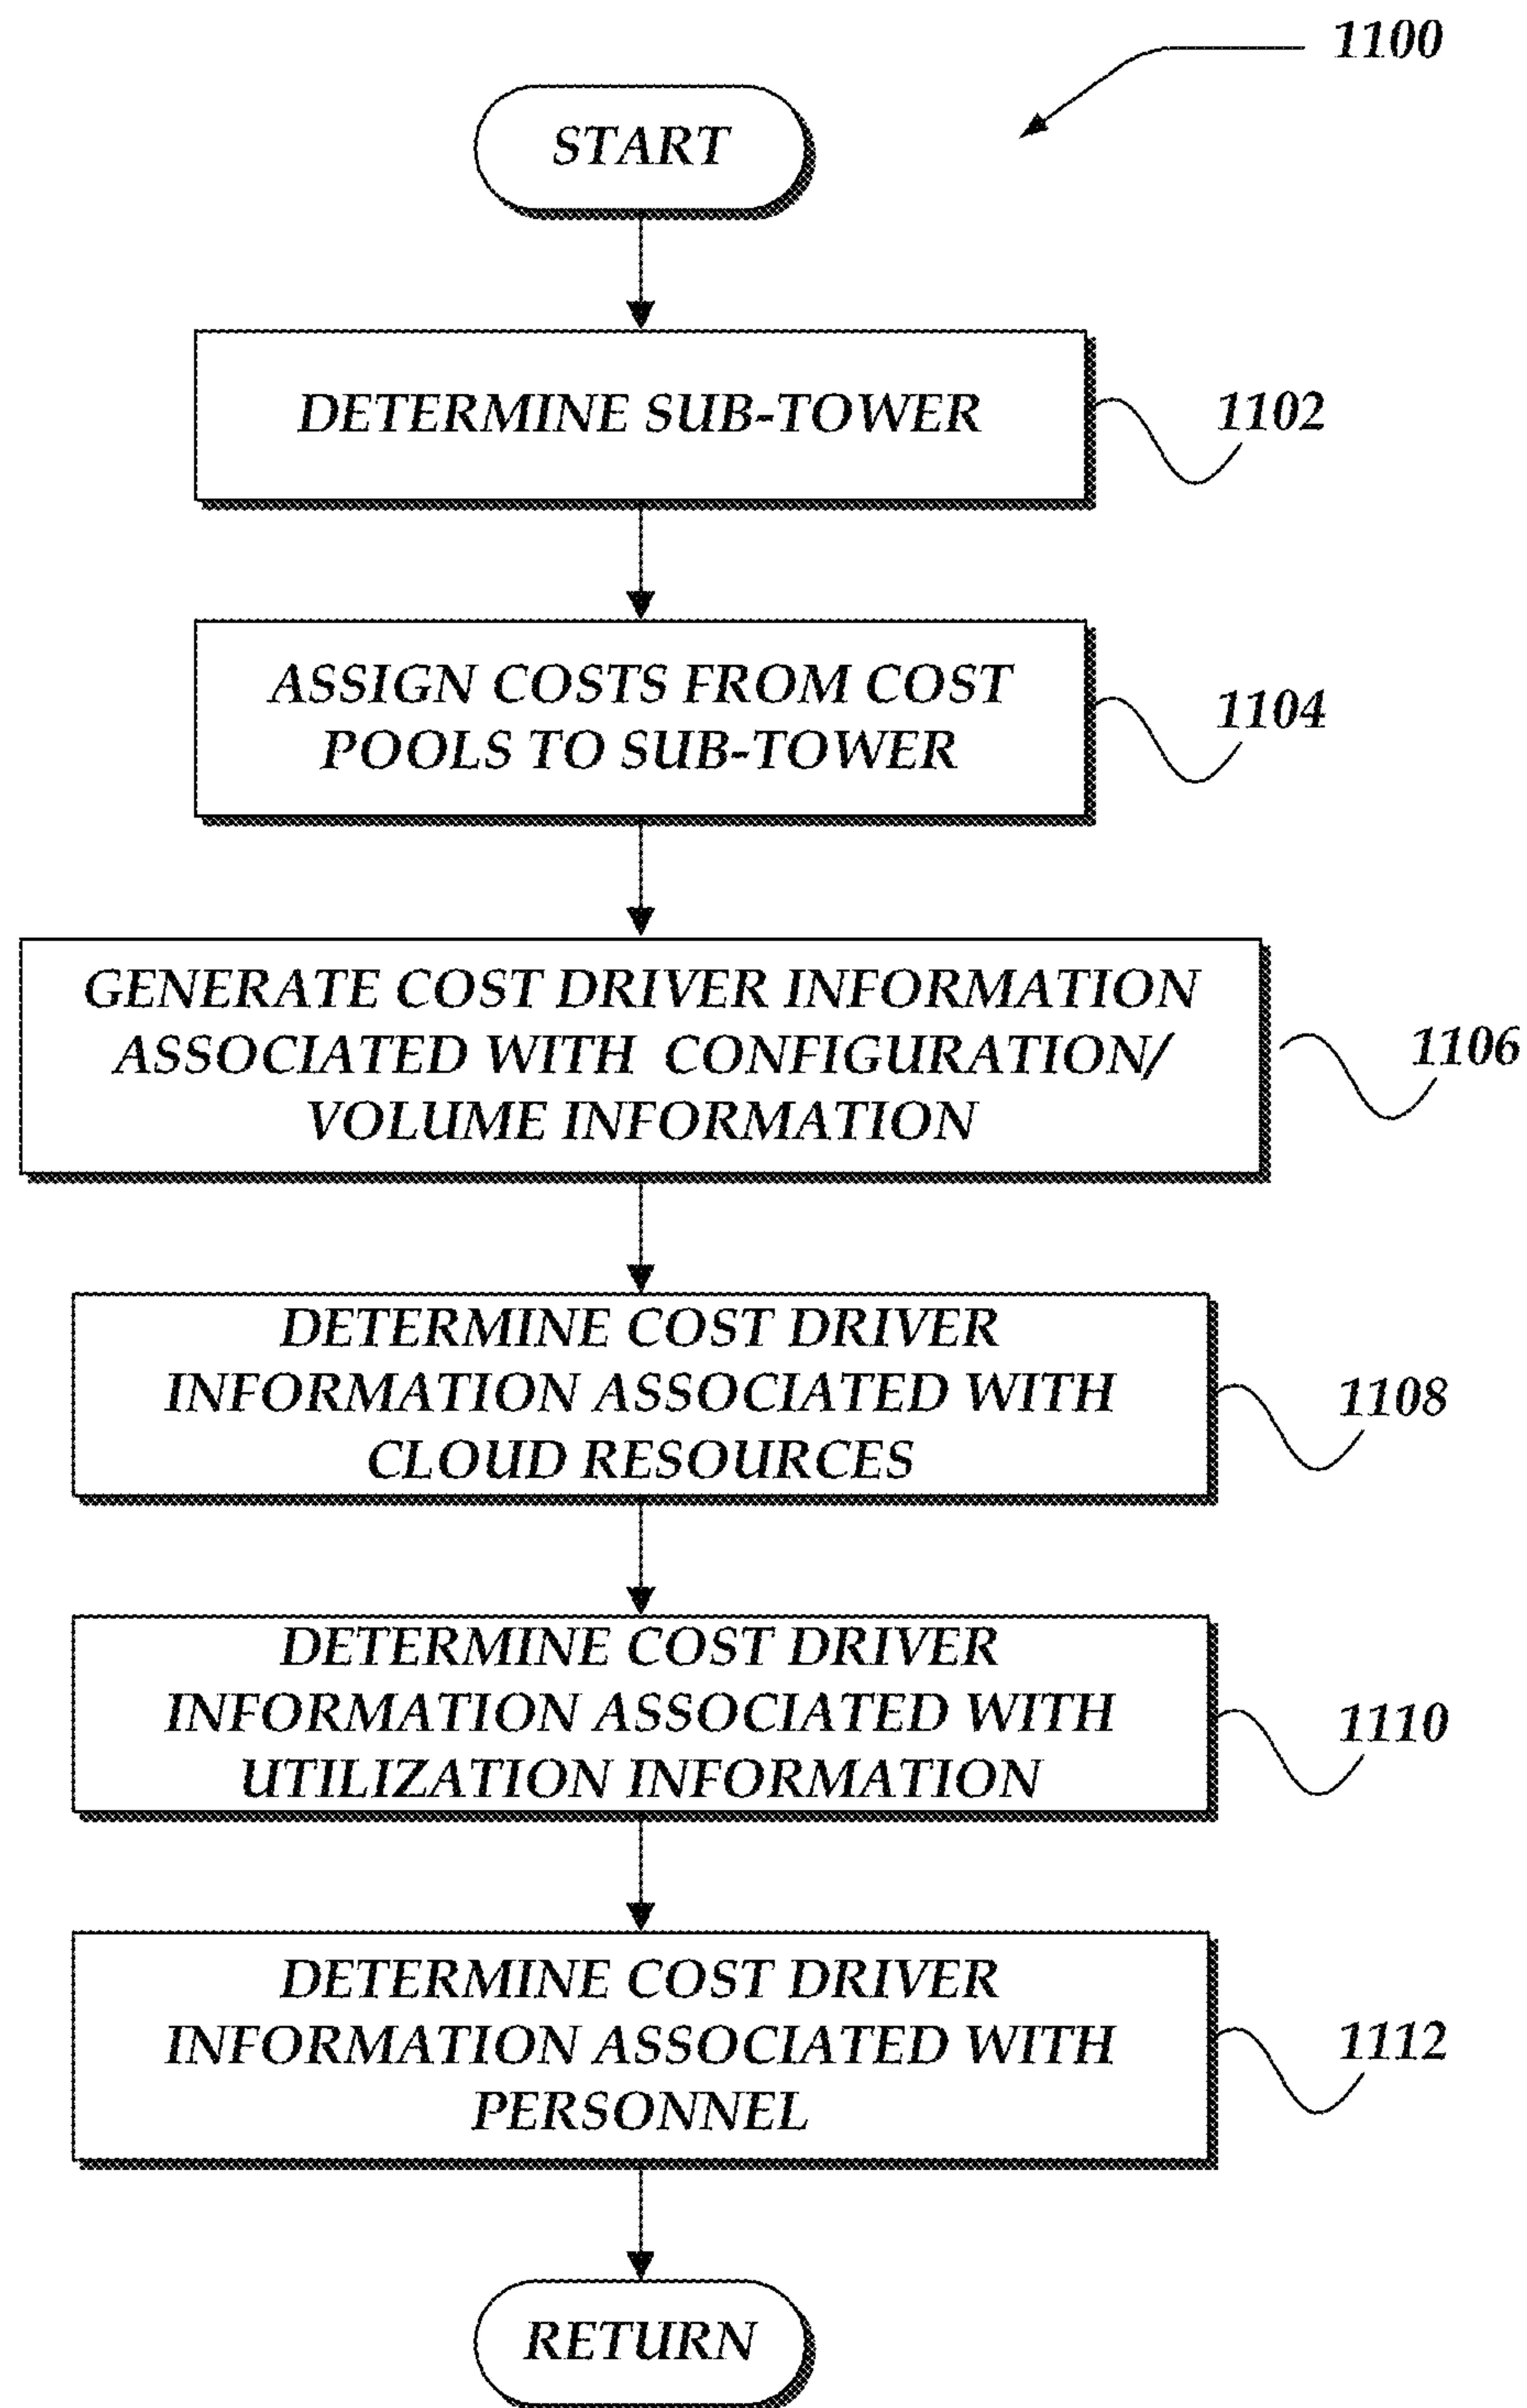 1100
START
DETERMINE SUB-TOWER
1102
ASSIGN COSTS FROM COST
POOLS TO SUB-TOWER
1104
GENERATE COST DRIVER INFORMATION
ASSOCIATED WITH CONFIGURATION/
VOLUME INFORMATION
1106
DETERMINE COST DRIVER
INFORMATION ASSOCIATED WITH
CLOUD RESOURCES
1108
DETERMINE COST DRIVER
INFORMATION ASSOCIATED WITH
UTILIZATION INFORMATION
1110
DETERMINE COST DRIVER
INFORMATION ASSOCIATED WITH
PERSONNEL
1112
RETURN